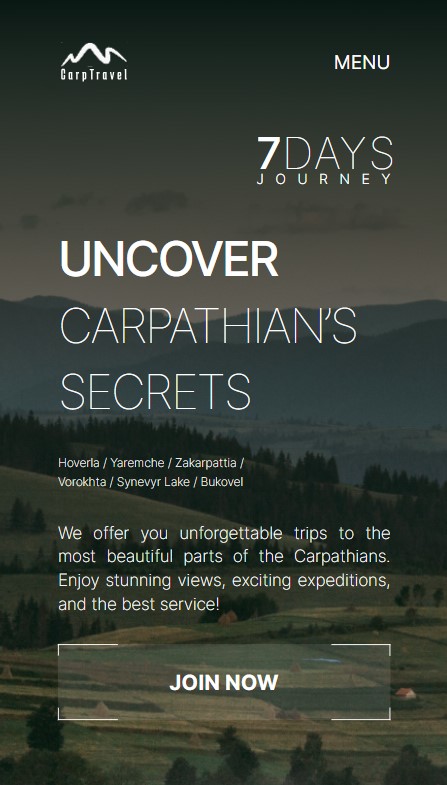 CarpTravel
MENU
7DAYS
JOURNEY
UNCOVER
CARPATHIAN’S
SECRETS
Hoverla / Yaremche / Zakarpattia /
Vorokhta / Synevyr Lake / Bukovel
We offer you unforgettable trips to the
most beautiful parts of the Carpathians.
Enjoy stunning views, exciting expeditions,
and the best service!
JOIN NOW